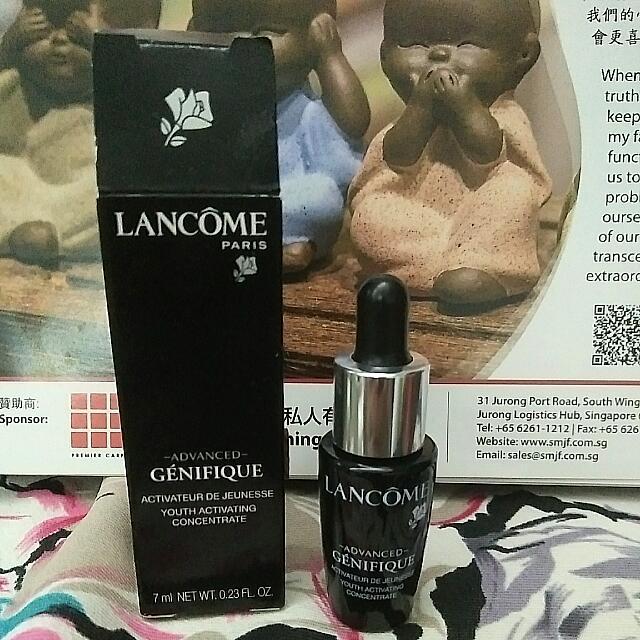 我們的
會更喜
When
truth
keep
my fa
func
us to
prob
ourse
of our
transce
extraord
LANCÔME
PARIS
-ADVANCED-
GÉNIFIQUE
ACTIVATEUR DE JEUNESSE
YOUTH ACTIVATING
CONCENTRATE
7 ml NET WT. 0.23 FL. OZ.
LANCÔME
-ADVANCED-
GÉNIFIQUE
ACTIVATEUR DE JEUNESSE
YOUTH ACTIVATING
CONCENTRATE
贊助商:
Sponsor:
PREMIER CAR
私人有
hing
31 Jurong Port Road, South Wing
Jurong Logistics Hub, Singapore
Tel: +65 6261-1212 | Fax: +65 626
Website: www.smjf.com.sg
Email: sales@smjf.com.sg